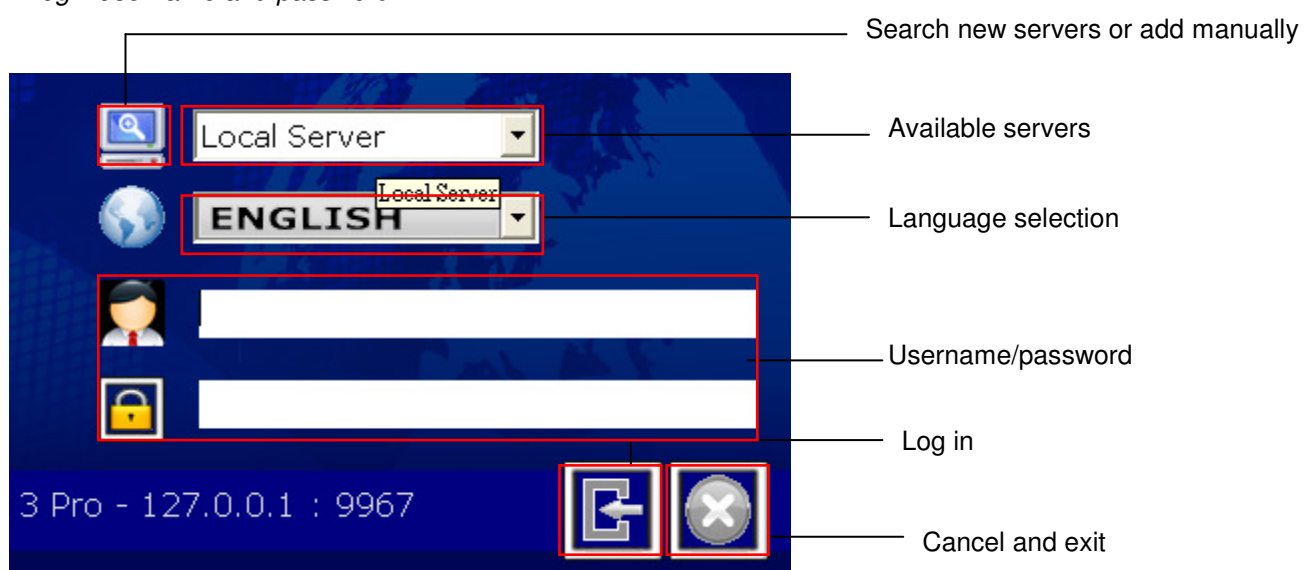 Search new servers or add manually
Local Server
Available servers
Local Server
ENGLISH
Language selection
Username/password
Log in
3 Pro - 127.0.0.1 : 9967
Cancel and exit